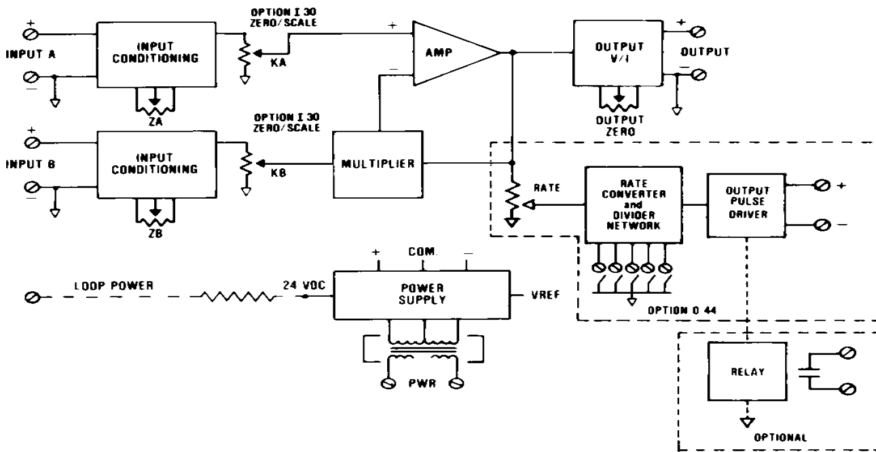 OPTION I 30
ZERO/SCALE
+
INPUT A
−
INPUT
CONDITIONING
KA
ZA
+
−
AMP
OUTPUT
V/I
+
OUTPUT
−
OUTPUT
ZERO
OPTION I 30
ZERO/SCALE
+
INPUT B
−
INPUT
CONDITIONING
KB
ZB
MULTIPLIER
RATE
RATE
CONVERTER
and
DIVIDER
NETWORK
OUTPUT
PULSE
DRIVER
+
−
OPTION O 44
+ COM. −
LOOP POWER
24 VDC
POWER
SUPPLY
VREF
PWR
RELAY
OPTIONAL